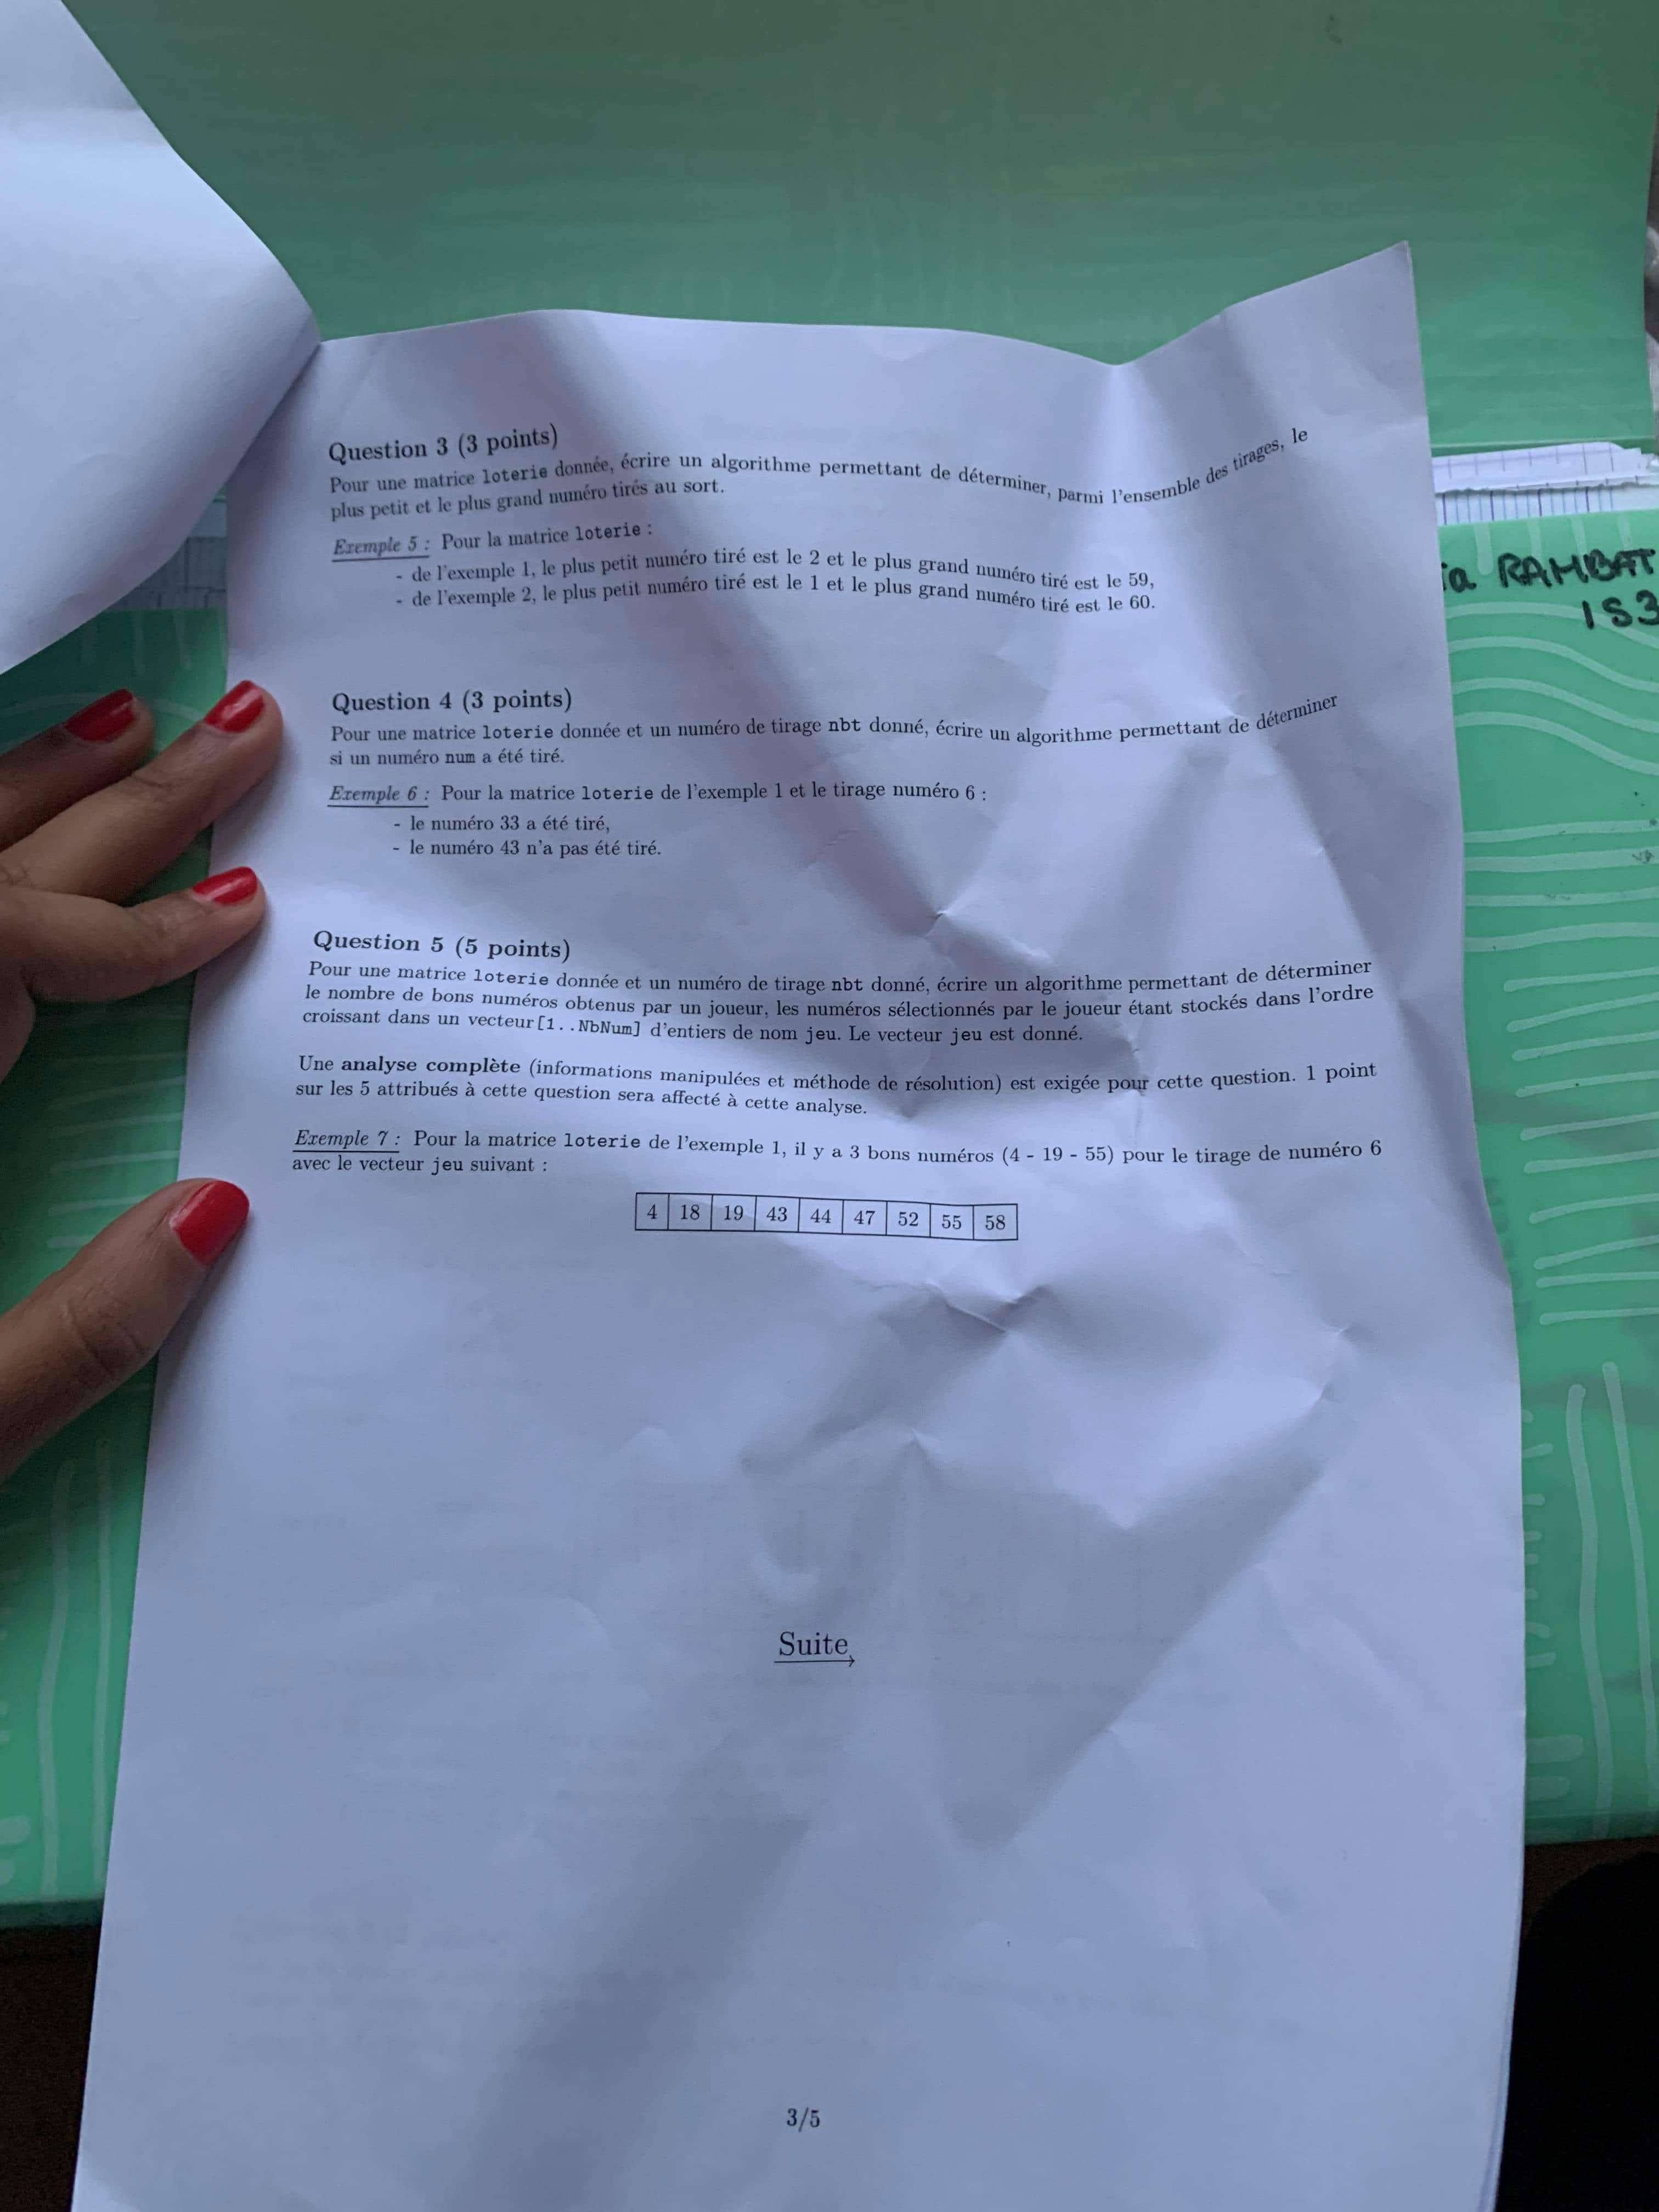 Question 3 (3 points)
Pour une matrice loterie donnée, écrire un algorithme permettant de déterminer, parmi l'ensemble des tirages, le
plus petit et le plus grand numéro tirés au sort.
Exemple 5 : Pour la matrice loterie :
- de l'exemple 1, le plus petit numéro tiré est le 2 et le plus grand numéro tiré est le 59,
- de l'exemple 2, le plus petit numéro tiré est le 1 et le plus grand numéro tiré est le 60.
ia RAMBAT
1S3
Question 4 (3 points)
Pour une matrice loterie donnée et un numéro de tirage nbt donné, écrire un algorithme permettant de déterminer
si un numéro num a été tiré.
Exemple 6 : Pour la matrice loterie de l'exemple 1 et le tirage numéro 6 :
- le numéro 33 a été tiré,
- le numéro 43 n'a pas été tiré.
Question 5 (5 points)
Pour une matrice loterie donnée et un numéro de tirage nbt donné, écrire un algorithme permettant de déterminer
le nombre de bons numéros obtenus par un joueur, les numéros sélectionnés par le joueur étant stockés dans l'ordre
croissant dans un vecteur[1..NbNum] d'entiers de nom jeu. Le vecteur jeu est donné.
Une analyse complète (informations manipulées et méthode de résolution) est exigée pour cette question. 1 point
sur les 5 attribués à cette question sera affecté à cette analyse.
Exemple 7 : Pour la matrice loterie de l'exemple 1, il y a 3 bons numéros (4 - 19 - 55) pour le tirage de numéro 6
avec le vecteur jeu suivant :
4 18 19 43 44 47 52 55 58
Suite
3/5